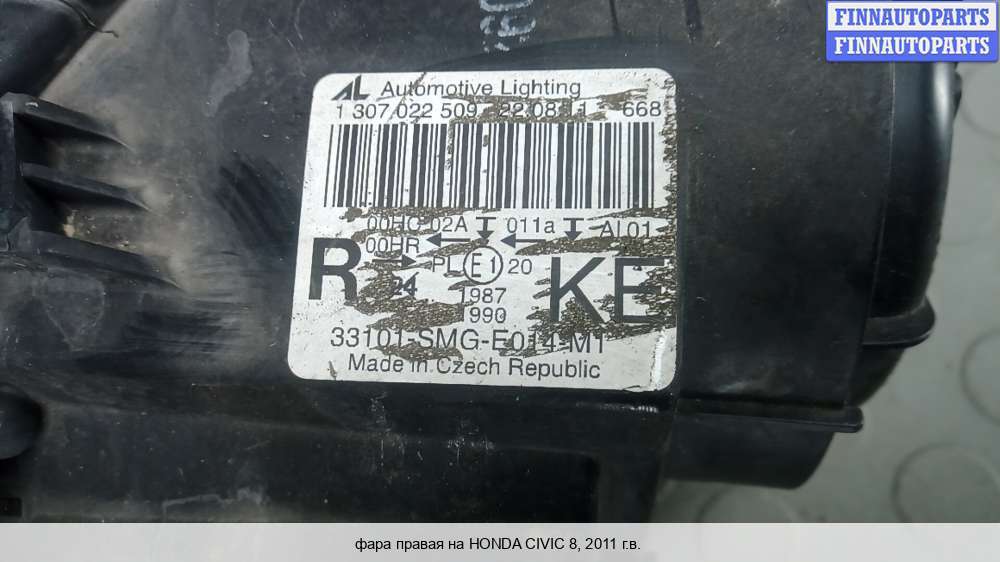 FINNAUTOPARTS
FINNAUTOPARTS
AL Automotive Lighting
1 307 022 509 22.08.11 668
00HC 02A 011a AL01
00HR
R PL E1 20 KE
24 1987
1990
33101-SMG-E014-M1
Made in Czech Republic
фара правая на HONDA CIVIC 8, 2011 г.в.